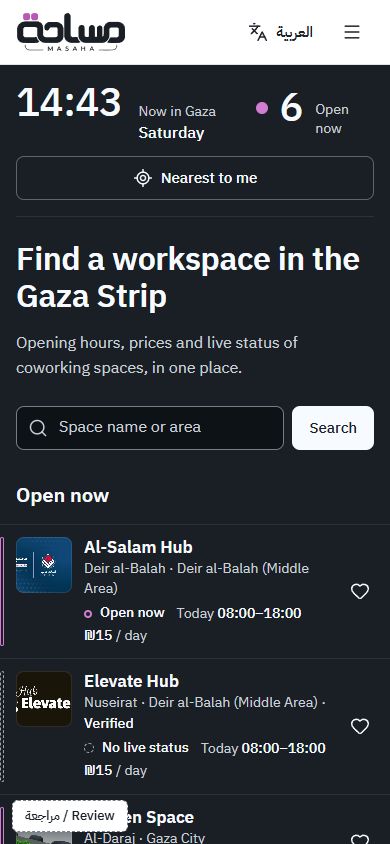 مساحة
MASAHA
العربية
14:43
Now in Gaza
Saturday
6
Open now
Nearest to me
Find a workspace in the
Gaza Strip
Opening hours, prices and live status of
coworking spaces, in one place.
Space name or area
Search
Open now
Al-Salam Hub
Deir al-Balah · Deir al-Balah (Middle
Area)
Open now Today 08:00–18:00
₪15 / day
Hub
Elevate
Elevate Hub
Nuseirat · Deir al-Balah (Middle Area) ·
Verified
No live status Today 08:00–18:00
₪15 / day
en Space
Al-Daraj · Gaza City
مراجعة / Review